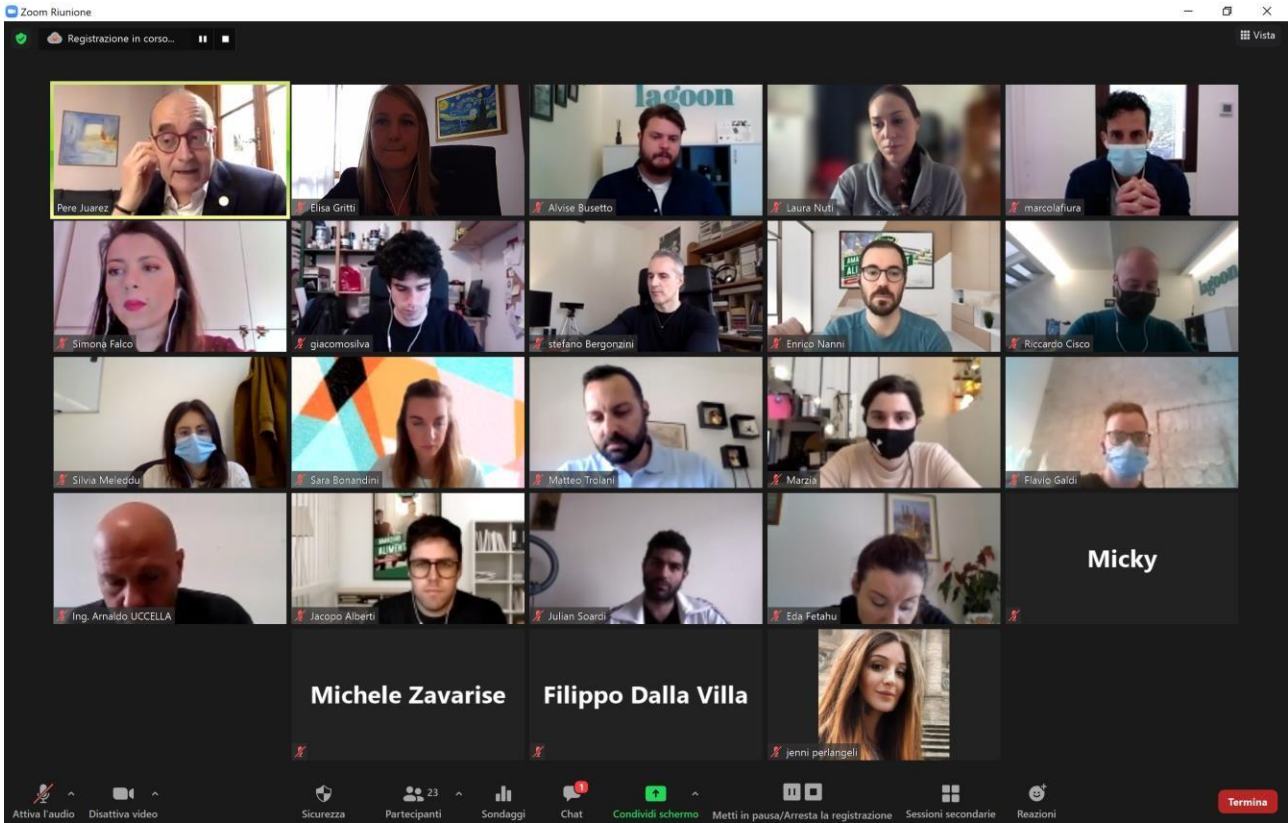 Zoom Riunione
Registrazione in corso...
Vista
lagoon
Pere Juarez
Elisa Gritti
Alvise Busetto
Laura Nuti
marcolafiura
lagoon
Simona Falco
giacomosilva
stefano Bergonzini
Enrico Nanni
Riccardo Cisco
Silvia Meleddu
Sara Bonandini
Matteo Troiani
Marzia
Flavio Galdi
Ing. Arnaldo UCCELLA
Jacopo Alberti
Julian Soardi
Eda Fetahu
Micky
Michele Zavarise
Filippo Dalla Villa
jenni perlangeli
23
1
Attiva l'audio
Disattiva video
Sicurezza
Partecipanti
Sondaggi
Chat
Condividi schermo
Metti in pausa/Arresta la registrazione
Sessioni secondarie
Reazioni
Termina